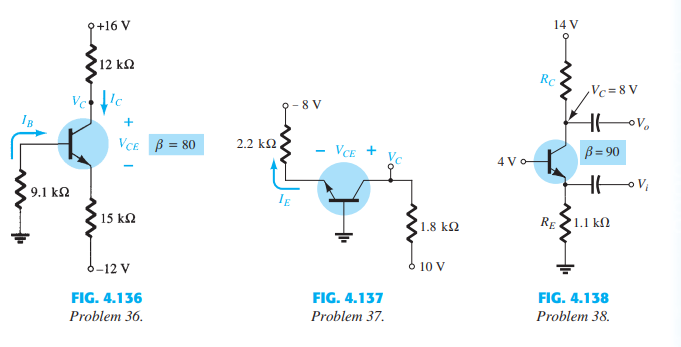 +16 V
12 kΩ
V_C
I_C
I_B
+
V_CE
–
β = 80
9.1 kΩ
15 kΩ
–12 V
FIG. 4.136
Problem 36.
– 8 V
2.2 kΩ
– V_CE +
V_C
I_E
1.8 kΩ
10 V
FIG. 4.137
Problem 37.
14 V
R_C
V_C = 8 V
V_o
β = 90
4 V
V_i
R_E
1.1 kΩ
FIG. 4.138
Problem 38.